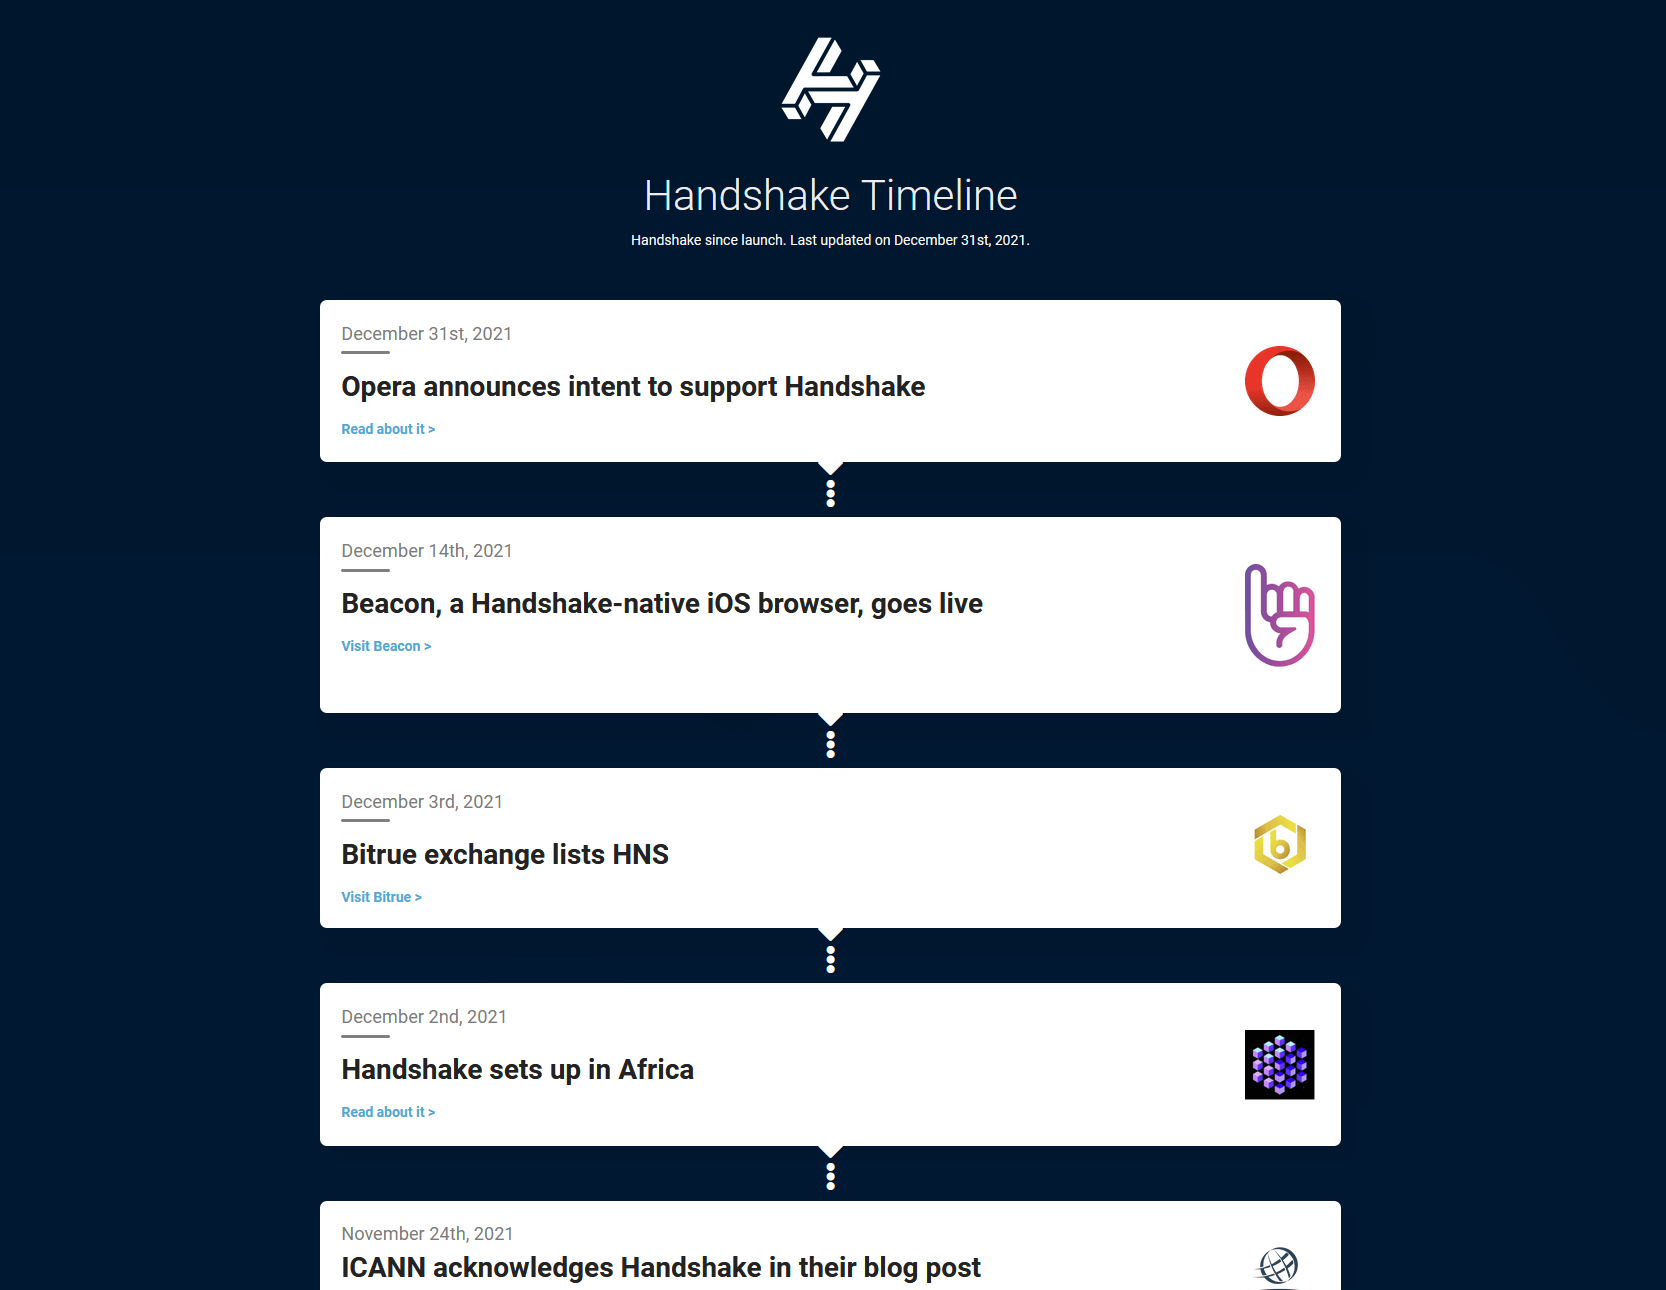 Handshake Timeline
Handshake since launch. Last updated on December 31st, 2021.
December 31st, 2021
Opera announces intent to support Handshake
Read about it >
December 14th, 2021
Beacon, a Handshake-native iOS browser, goes live
Visit Beacon >
December 3rd, 2021
Bitrue exchange lists HNS
Visit Bitrue >
December 2nd, 2021
Handshake sets up in Africa
Read about it >
November 24th, 2021
ICANN acknowledges Handshake in their blog post